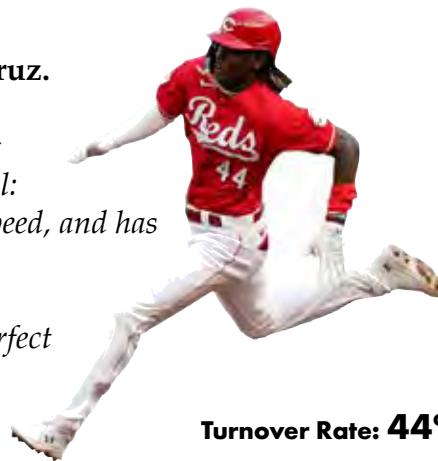 ruz.
l:
peed, and has
Reds
44
rfect
Turnover Rate: 44